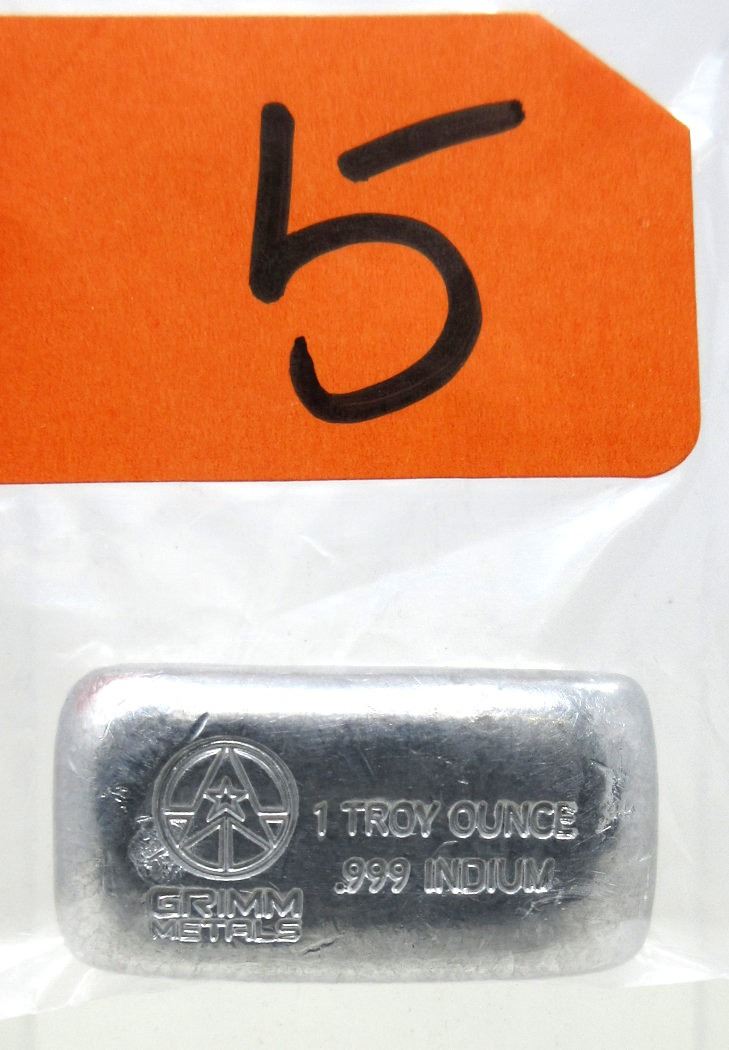 5
1 TROY OUNCE
.999 INDIUM
GRIMM
METALS